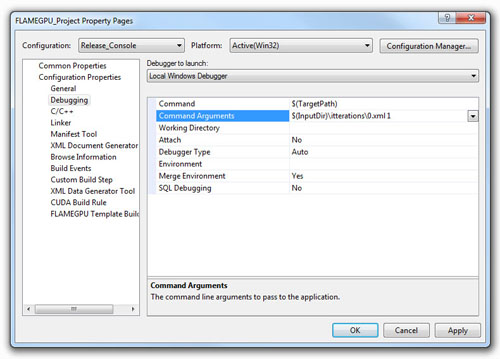 FLAMEGPU_Project Property Pages
Configuration: Release_Console Platform: Active(Win32) Configuration Manager...
Common Properties
Configuration Properties
General
Debugging
C/C++
Linker
Manifest Tool
XML Document Generator
Browse Information
Build Events
Custom Build Step
XML Data Generator Tool
CUDA Build Rule
FLAMEGPU Template Build
Debugger to launch:
Local Windows Debugger
Command $(TargetPath)
Command Arguments $(InputDir)\itterations\0.xml 1
Working Directory
Attach No
Debugger Type Auto
Environment
Merge Environment Yes
SQL Debugging No
Command Arguments
The command line arguments to pass to the application.
OK Cancel Apply